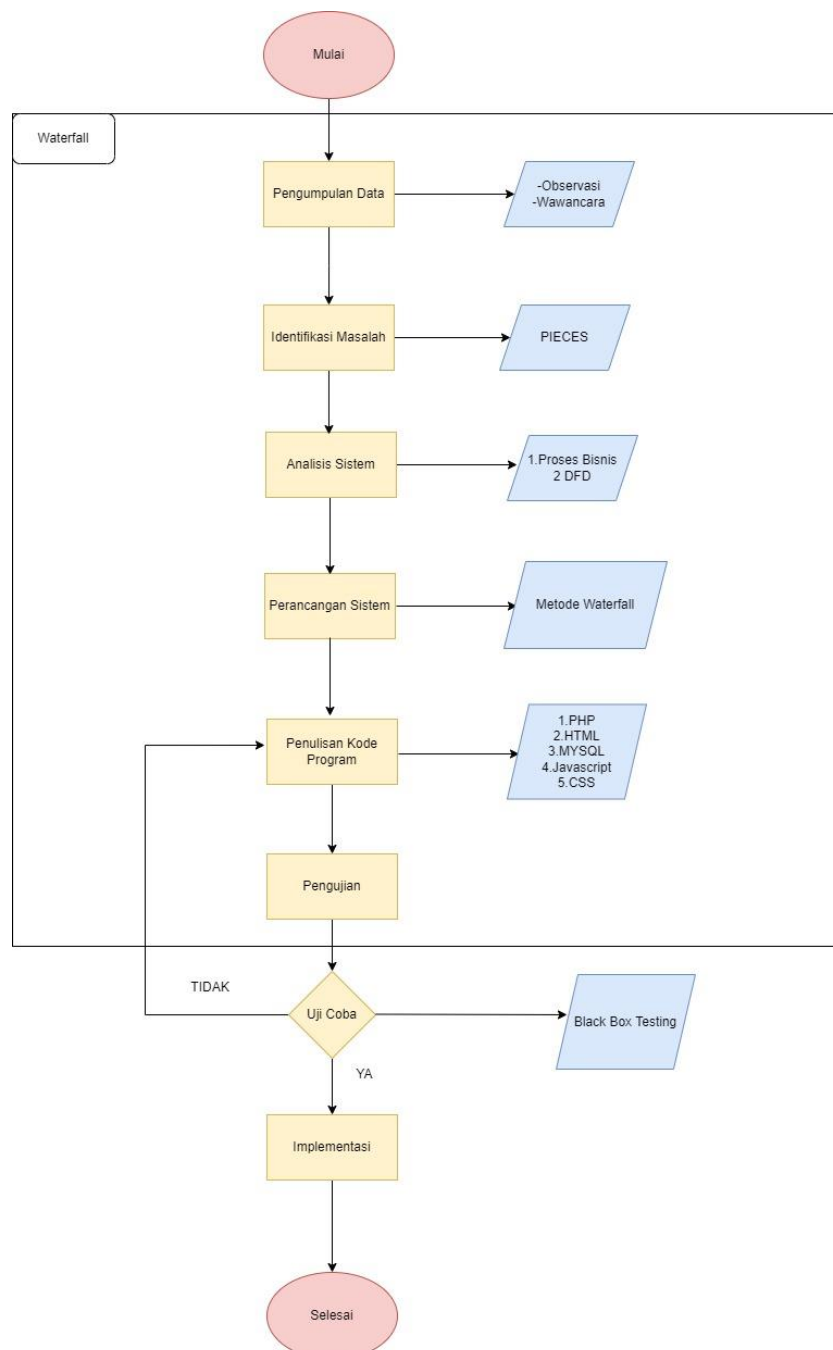 Mulai
Waterfall
Pengumpulan Data
-Observasi
-Wawancara
Identifikasi Masalah
PIECES
Analisis Sistem
1.Proses Bisnis
2 DFD
Perancangan Sistem
Metode Waterfall
Penulisan Kode
Program
1.PHP
2.HTML
3.MYSQL
4.Javascript
5.CSS
Pengujian
TIDAK
Uji Coba
Black Box Testing
YA
Implementasi
Selesai